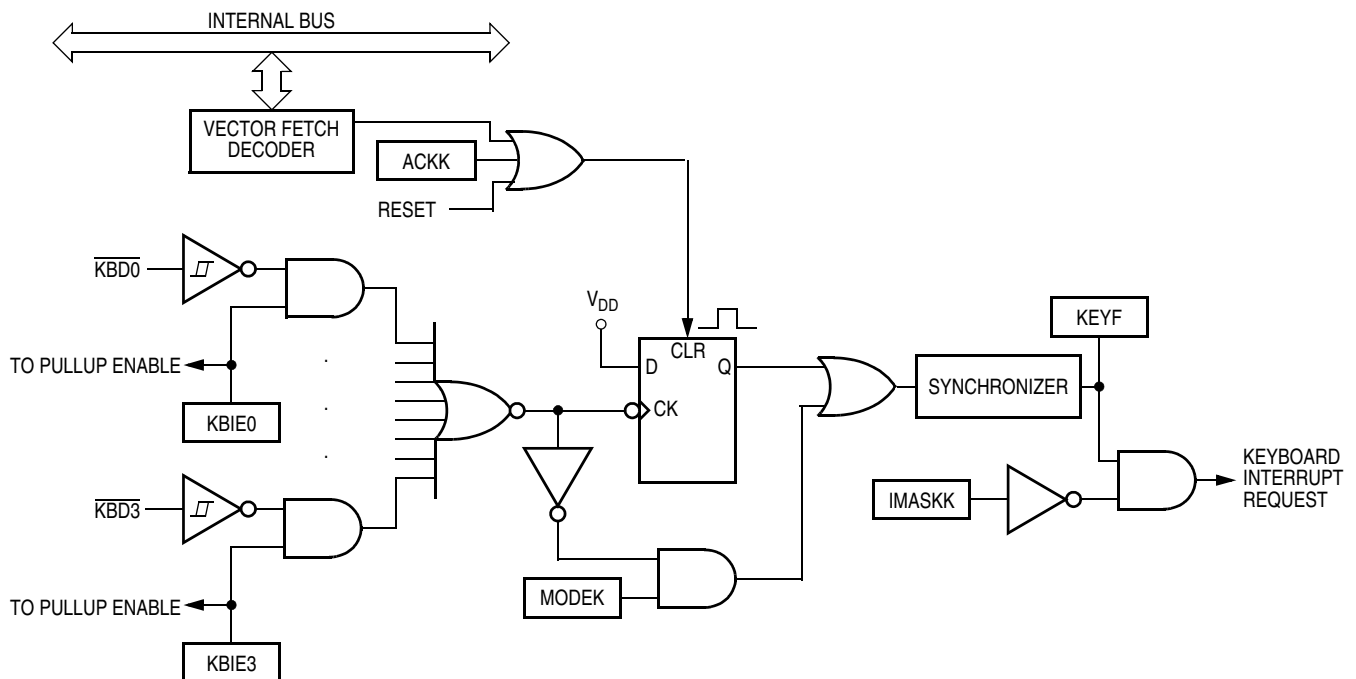 INTERNAL BUS
VECTOR FETCH
DECODER
ACKK
RESET
KBD0
VDD
KEYF
CLR
D
Q
TO PULLUP ENABLE
SYNCHRONIZER
CK
KBIE0
KEYBOARD
INTERRUPT
REQUEST
KBD3
IMASKK
MODEK
TO PULLUP ENABLE
KBIE3